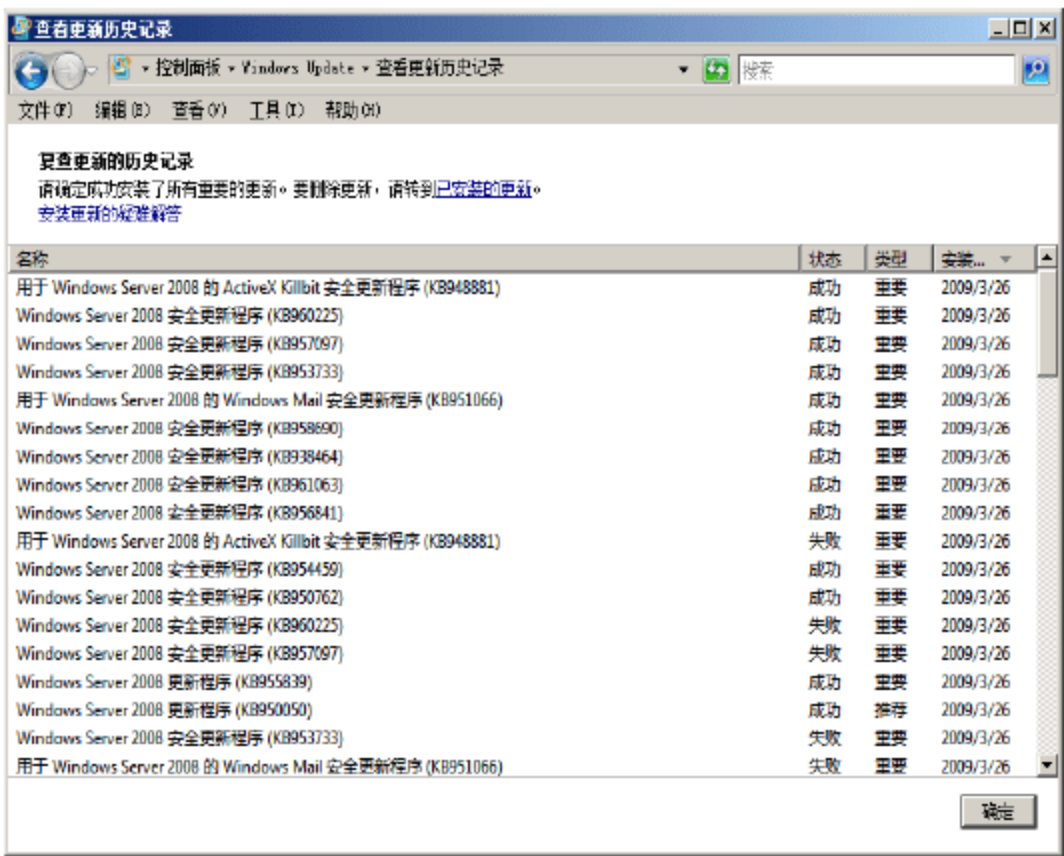 查看更新历史记录
控制面板 Windows Update 查看更新历史记录 搜索
文件(F) 编辑(E) 查看(V) 工具(T) 帮助(H)
复查更新的历史记录
请确定成功安装了所有重要的更新。要删除更新，请转到已安装的更新。
安装更新的疑难解答
名称 状态 类型 安装...
用于 Windows Server 2008 的 ActiveX Killbit 安全更新程序 (KB948881) 成功 重要 2009/3/26
Windows Server 2008 安全更新程序 (KB960225) 成功 重要 2009/3/26
Windows Server 2008 安全更新程序 (KB957097) 成功 重要 2009/3/26
Windows Server 2008 安全更新程序 (KB953733) 成功 重要 2009/3/26
用于 Windows Server 2008 的 Windows Mail 安全更新程序 (KB951066) 成功 重要 2009/3/26
Windows Server 2008 安全更新程序 (KB958690) 成功 重要 2009/3/26
Windows Server 2008 安全更新程序 (KB938464) 成功 重要 2009/3/26
Windows Server 2008 安全更新程序 (KB961063) 成功 重要 2009/3/26
Windows Server 2008 安全更新程序 (KB956841) 成功 重要 2009/3/26
用于 Windows Server 2008 的 ActiveX Killbit 安全更新程序 (KB948881) 失败 重要 2009/3/26
Windows Server 2008 安全更新程序 (KB954459) 成功 重要 2009/3/26
Windows Server 2008 安全更新程序 (KB950762) 成功 重要 2009/3/26
Windows Server 2008 安全更新程序 (KB960225) 失败 重要 2009/3/26
Windows Server 2008 安全更新程序 (KB957097) 失败 重要 2009/3/26
Windows Server 2008 更新程序 (KB955839) 成功 重要 2009/3/26
Windows Server 2008 更新程序 (KB950050) 成功 推荐 2009/3/26
Windows Server 2008 安全更新程序 (KB953733) 失败 重要 2009/3/26
用于 Windows Server 2008 的 Windows Mail 安全更新程序 (KB951066) 失败 重要 2009/3/26
确定